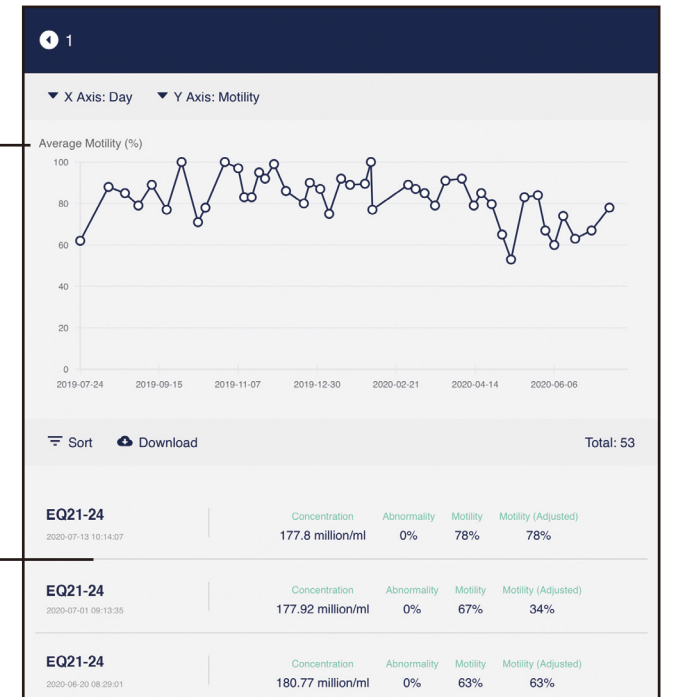 1
X Axis: Day Y Axis: Motility
Average Motility (%)
100
80
60
40
20
0
2019-07-24 2019-09-15 2019-11-07 2019-12-30 2020-02-21 2020-04-14 2020-06-06
Sort Download Total: 53
EQ21-24
2020-07-13 10:14:07
Concentration Abnormality Motility Motility (Adjusted)
177.8 million/ml 0% 78% 78%
EQ21-24
2020-07-01 09:13:35
Concentration Abnormality Motility Motility (Adjusted)
177.92 million/ml 0% 67% 34%
EQ21-24
2020-06-20 08:29:01
Concentration Abnormality Motility Motility (Adjusted)
180.77 million/ml 0% 63% 63%